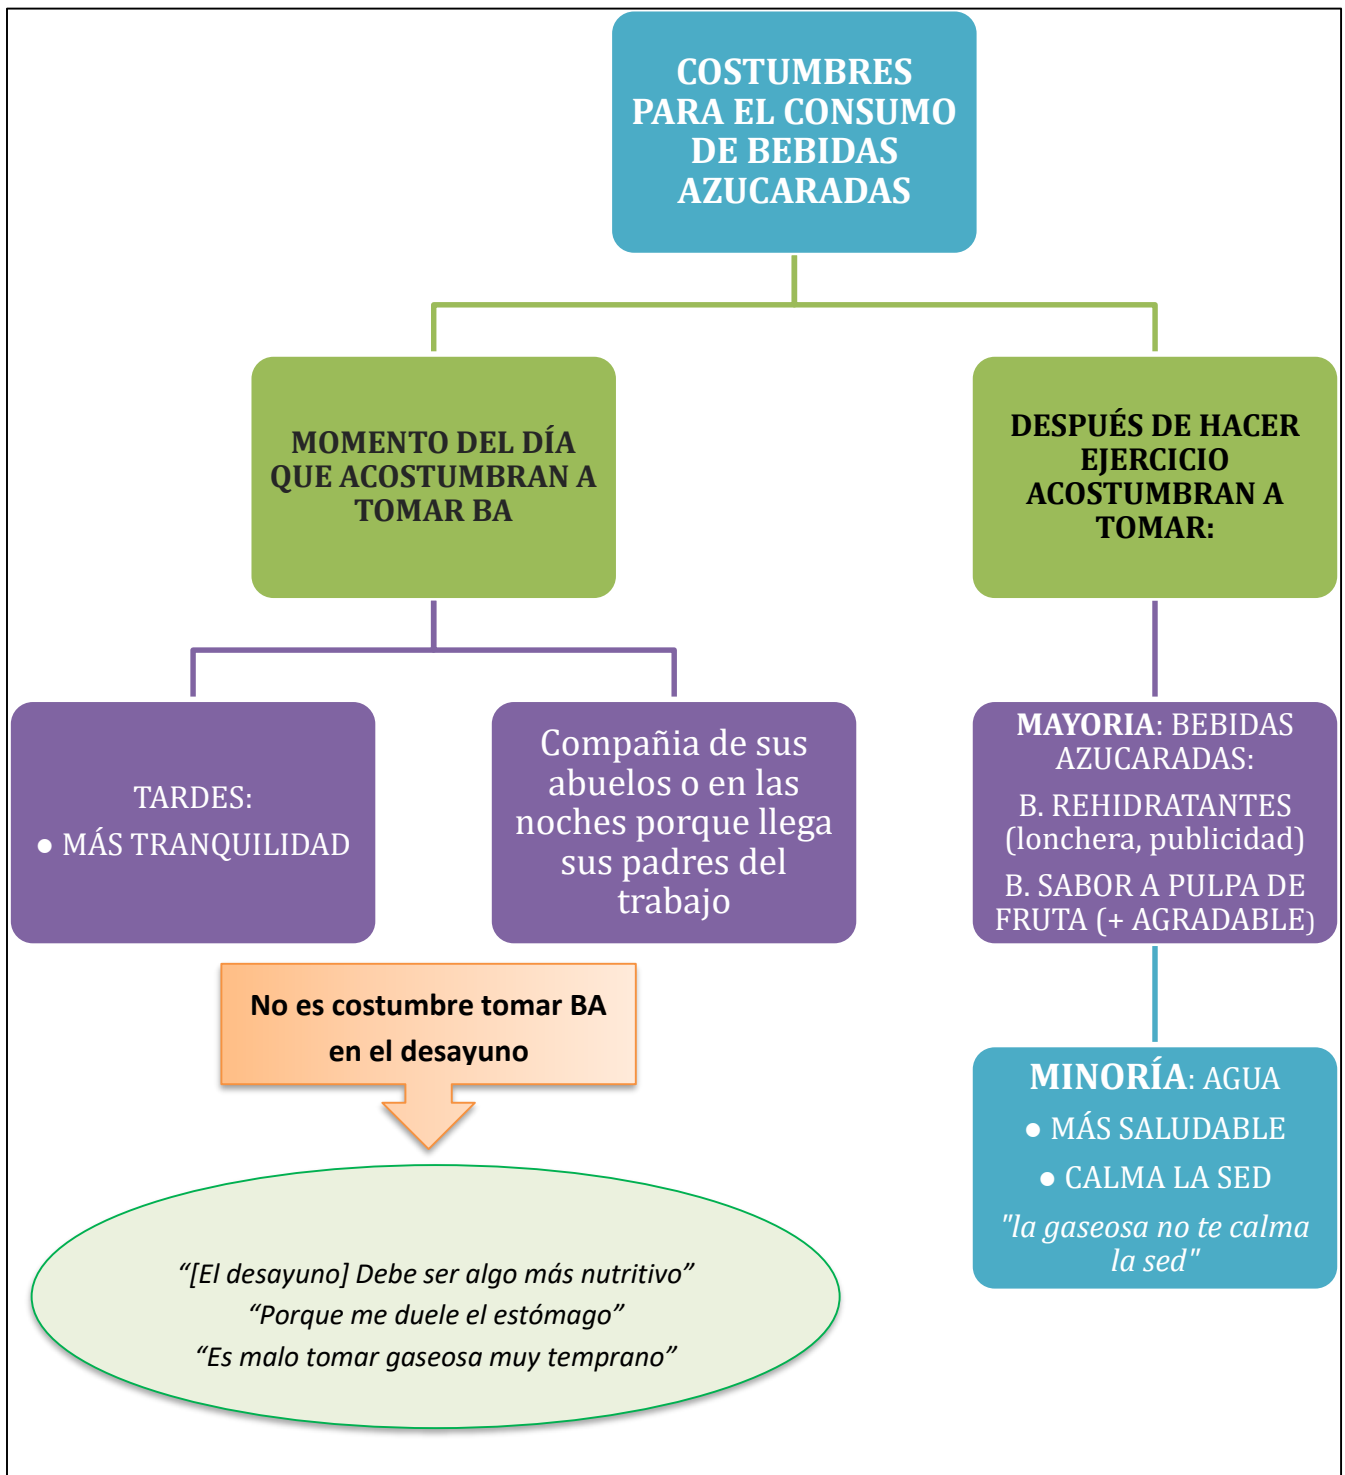 COSTUMBRES
PARA EL CONSUMO
DE BEBIDAS
AZUCARADAS
MOMENTO DEL DÍA
QUE ACOSTUMBRAN A
TOMAR BA
DESPUÉS DE HACER
EJERCICIO
ACOSTUMBRAN A
TOMAR:
TARDES:
● MÁS TRANQUILIDAD
Compañia de sus
abuelos o en las
noches porque llega
sus padres del
trabajo
MAYORIA: BEBIDAS
AZUCARADAS:
B. REHIDRATANTES
(lonchera, publicidad)
B. SABOR A PULPA DE
FRUTA (+ AGRADABLE)
No es costumbre tomar BA
en el desayuno
“[El desayuno] Debe ser algo más nutritivo”
“Porque me duele el estómago”
“Es malo tomar gaseosa muy temprano”
MINORÍA: AGUA
● MÁS SALUDABLE
● CALMA LA SED
"la gaseosa no te calma
la sed"